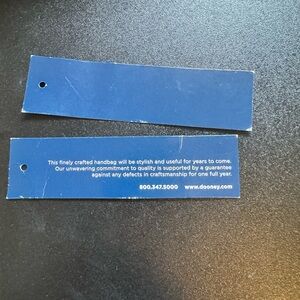 This finely crafted handbag will be stylish and useful for years to come.
Our unwavering commitment to quality is supported by a guarantee
against any defects in craftsmanship for one full year.
800.347.5000 www.dooney.com